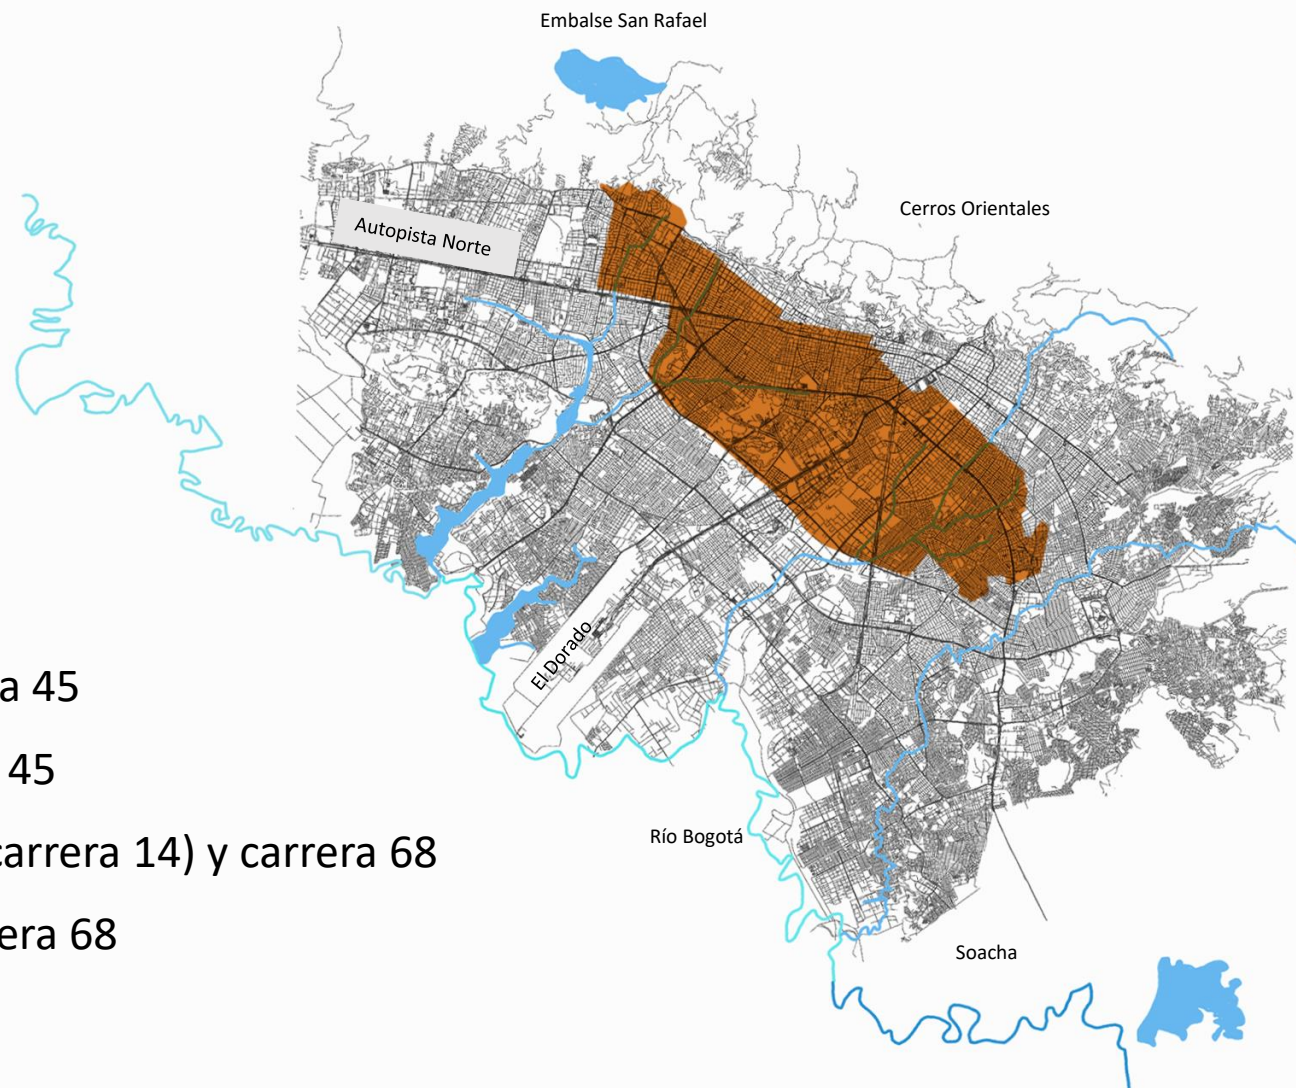 Embalse San Rafael
Cerros Orientales
Autopista Norte
El Dorado
a 45
45
carrera 14) y carrera 68
era 68
Río Bogotá
Soacha